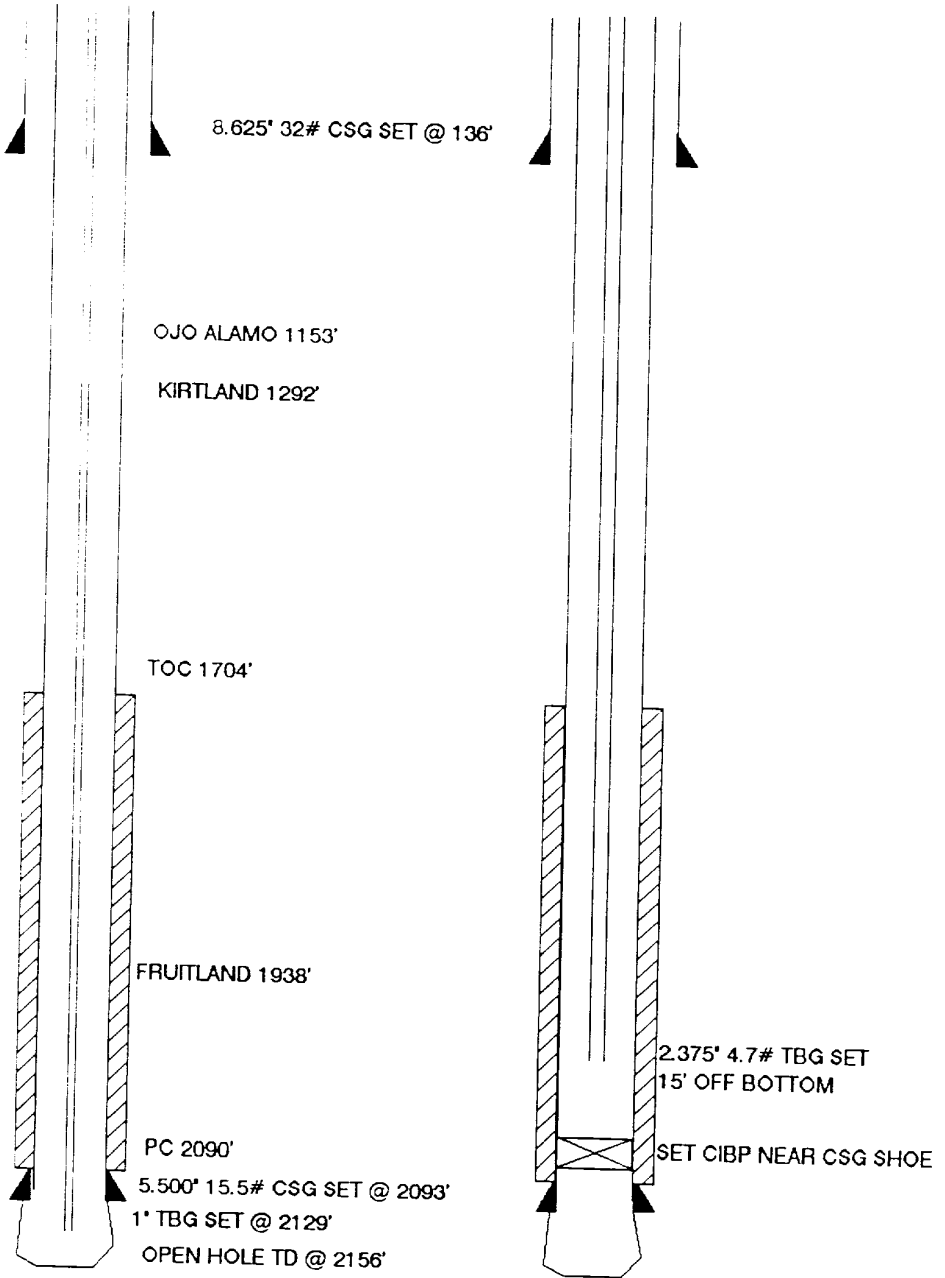 8.625" 32# CSG SET @ 136'
OJO ALAMO 1153'
KIRTLAND 1292'
TOC 1704'
FRUITLAND 1938'
2.375" 4.7# TBG SET
15' OFF BOTTOM
PC 2090'
SET CIBP NEAR CSG SHOE
5.500" 15.5# CSG SET @ 2093'
1" TBG SET @ 2129'
OPEN HOLE TD @ 2156'